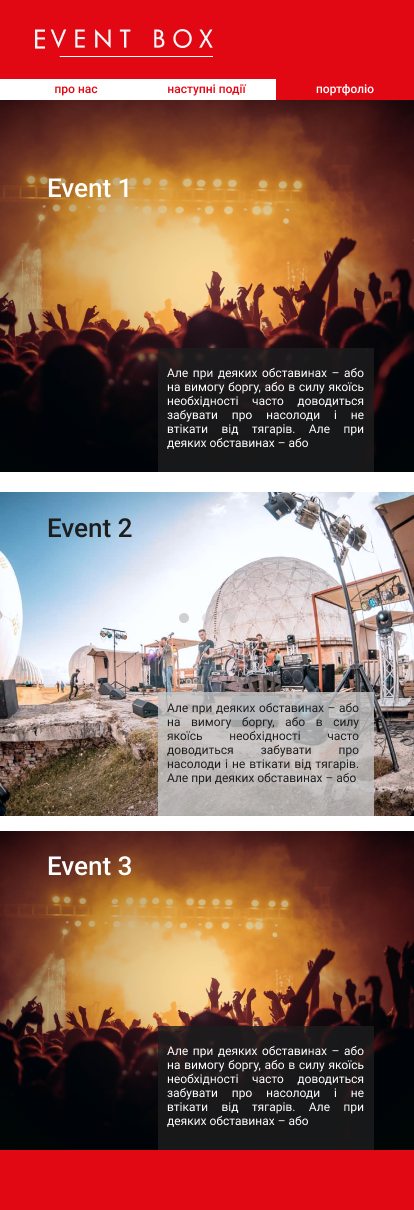 EVENT BOX
про нас наступні події портфоліо
Event 1
Але при деяких обставинах – або
на вимогу боргу, або в силу якоїсь
необхідності часто доводиться
забувати про насолоди і не
втікати від тягарів. Але при
деяких обставинах – або
Event 2
Але при деяких обставинах – або
на вимогу боргу, або в силу
якоїсь необхідності часто
доводиться забувати про
насолоди і не втікати від тягарів.
Але при деяких обставинах – або
Event 3
Але при деяких обставинах – або
на вимогу боргу, або в силу якоїсь
необхідності часто доводиться
забувати про насолоди і не
втікати від тягарів. Але при
деяких обставинах – або